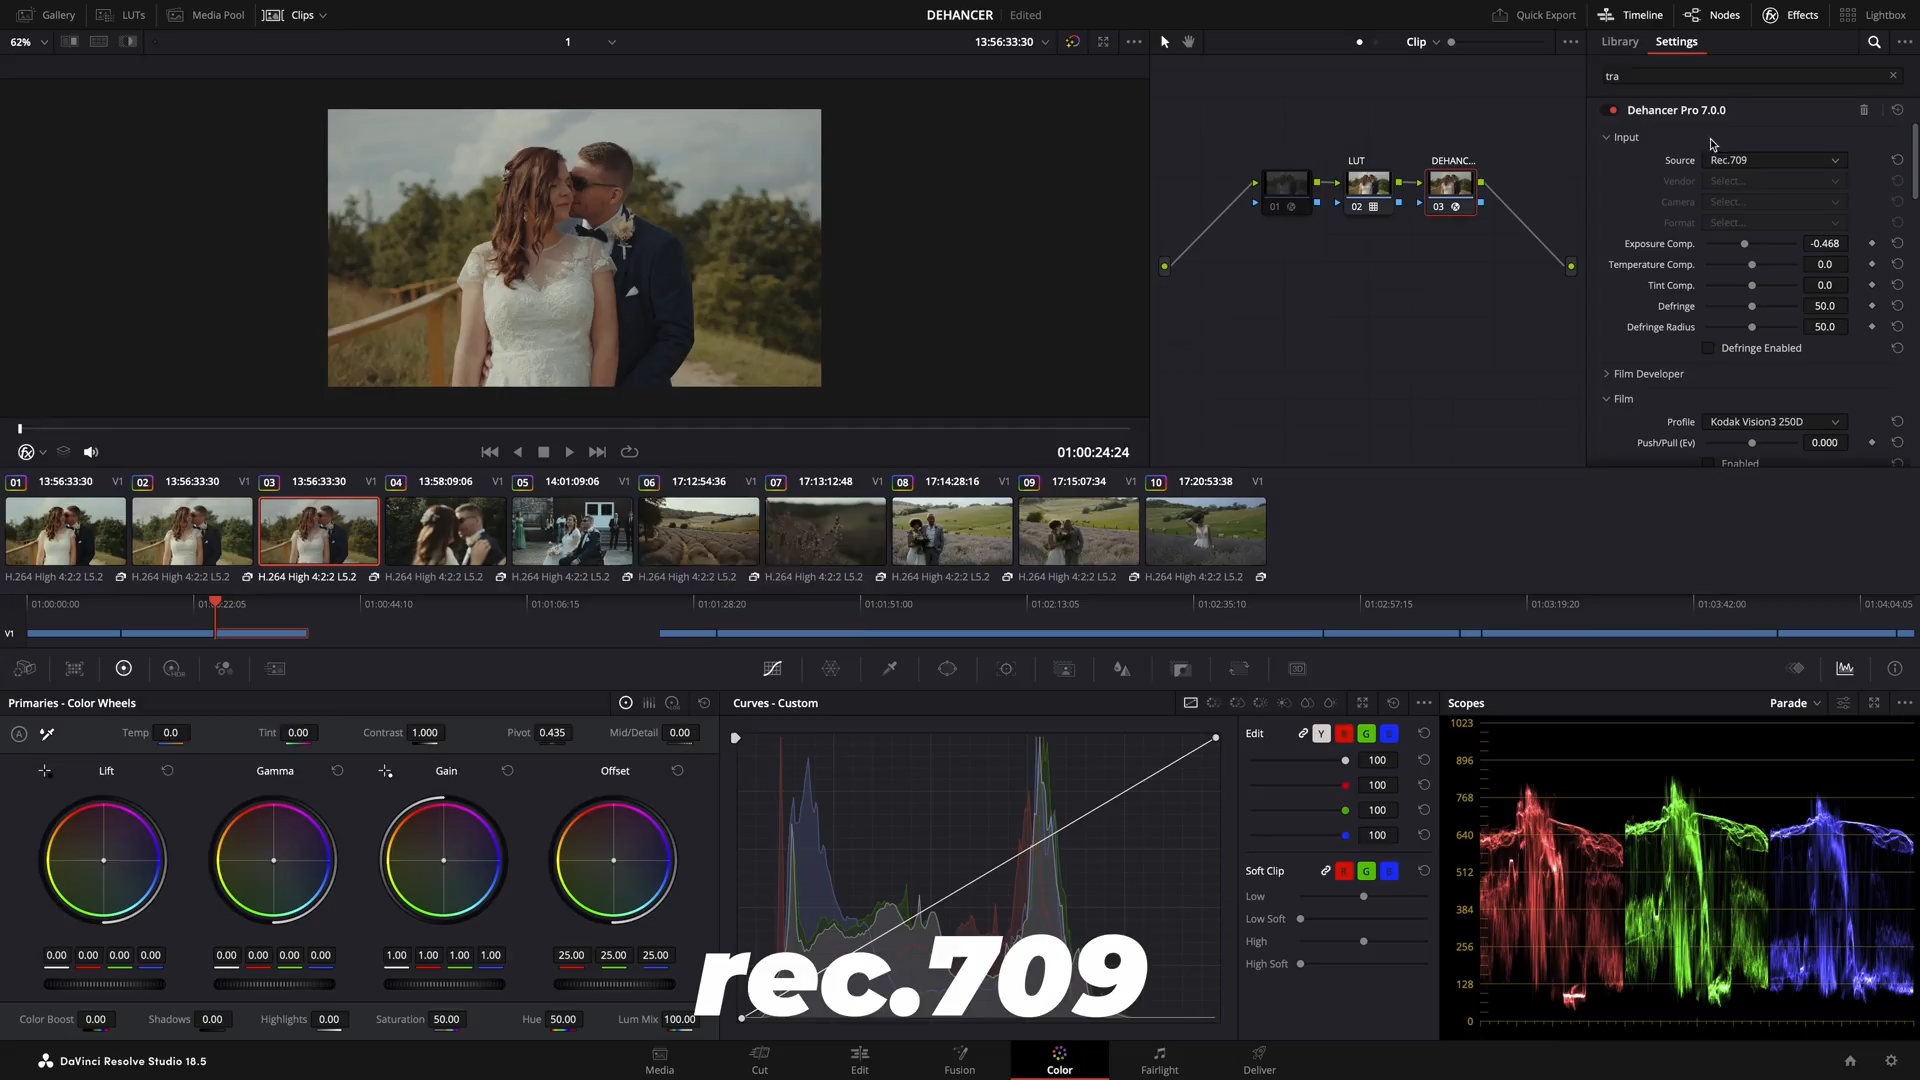 Gallery LUTs Media Pool Clips DEHANCER Edited Quick Export Timeline Nodes Effects Lightbox
62% 1 13:56:33:30 Clip Library Settings
tra
Dehancer Pro 7.0.0
Input
Source Rec.709
Vendor Select...
Camera Select...
Format Select...
Exposure Comp. -0.468
Temperature Comp. 0.0
Tint Comp. 0.0
Defringe 50.0
Defringe Radius 50.0
Defringe Enabled
Film Developer
Film
Profile Kodak Vision3 250D
Push/Pull (Ev) 0.000
Enabled
LUT DEHANC...
01 02 03
01:00:24:24
01 13:56:33:30 V1 02 13:56:33:30 V1 03 13:56:33:30 V1 04 13:58:09:06 V1 05 14:01:09:06 V1 06 17:12:54:36 V1 07 17:13:12:48 V1 08 17:14:28:16 V1 09 17:15:07:34 V1 10 17:20:53:38 V1
H.264 High 4:2:2 L5.2 H.264 High 4:2:2 L5.2 H.264 High 4:2:2 L5.2 H.264 High 4:2:2 L5.2 H.264 High 4:2:2 L5.2 H.264 High 4:2:2 L5.2 H.264 High 4:2:2 L5.2 H.264 High 4:2:2 L5.2 H.264 High 4:2:2 L5.2 H.264 High 4:2:2 L5.2
01:00:00:00 01:00:22:05 01:00:44:10 01:01:06:15 01:01:28:20 01:01:51:00 01:02:13:05 01:02:35:10 01:02:57:15 01:03:19:20 01:03:42:00 01:04:04:05
V1
Primaries - Color Wheels Curves - Custom Scopes Parade
Temp 0.0 Tint 0.00 Contrast 1.000 Pivot 0.435 Mid/Detail 0.00
Lift Gamma Gain Offset
0.00 0.00 0.00 0.00 0.00 0.00 0.00 0.00 1.00 1.00 1.00 1.00 25.00 25.00 25.00
Color Boost 0.00 Shadows 0.00 Highlights 0.00 Saturation 50.00 Hue 50.00 Lum Mix 100.00
Edit Y R G B
100
100
100
100
Soft Clip R G B
Low
Low Soft
High
High Soft
1023
896
768
640
512
384
256
128
0
rec.709
DaVinci Resolve Studio 18.5
Media Cut Edit Fusion Color Fairlight Deliver